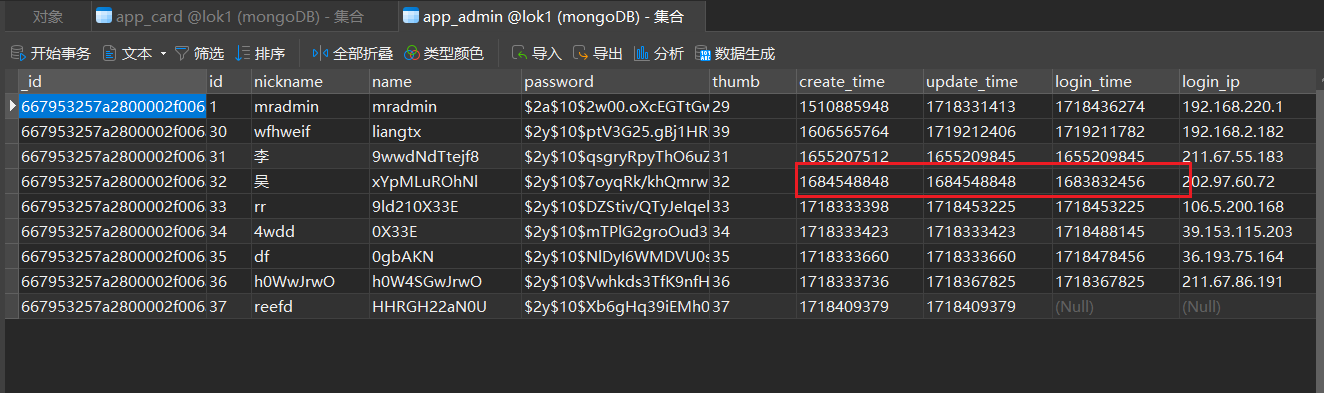 对象 app_card @lok1 (mongoDB) - 集合 app_admin @lok1 (mongoDB) - 集合
开始事务 文本 筛选 排序 全部折叠 类型颜色 导入 导出 分析 数据生成
_id id nickname name password thumb create_time update_time login_time login_ip
667953257a2800002f006 1 mradmin mradmin $2a$10$2w00.oXcEGTtGw 29 1510885948 1718331413 1718436274 192.168.220.1
667953257a2800002f006 30 wfhweif liangtx $2y$10$ptV3G25.gBj1HR 39 1606565764 1719212406 1719211782 192.168.2.182
667953257a2800002f006 31 李 9wwdNdTtejf8 $2y$10$qsgryRpyThO6uZ 31 1655207512 1655209845 1655209845 211.67.55.183
667953257a2800002f006 32 昊 xYpMLuROhNl $2y$10$7oyqRk/khQmrw 32 1684548848 1684548848 1683832456 202.97.60.72
667953257a2800002f006 33 rr 9ld210X33E $2y$10$DZStiv/QTyJeIqel 33 1718333398 1718453225 1718453225 106.5.200.168
667953257a2800002f006 34 4wdd 0X33E $2y$10$mTPlG2groOud3 34 1718333423 1718333423 1718488145 39.153.115.203
667953257a2800002f006 35 df 0gbAKN $2y$10$NlDyI6WMDVU0s 35 1718333660 1718333660 1718478456 36.193.75.164
667953257a2800002f006 36 h0WwJrwO h0W4SGwJrwO $2y$10$Vwhkds3TfK9nfH 36 1718333736 1718367825 1718367825 211.67.86.191
667953257a2800002f006 37 reefd HHRGH22aN0U $2y$10$Xb6gHq39iEMh0 37 1718409379 1718409379 (Null) (Null)